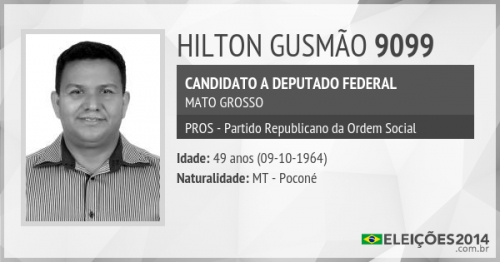 HILTON GUSMÃO 9099
CANDIDATO A DEPUTADO FEDERAL
MATO GROSSO
PROS - Partido Republicano da Ordem Social
Idade: 49 anos (09-10-1964)
Naturalidade: MT - Poconé
ELEIÇÕES2014
.com.br